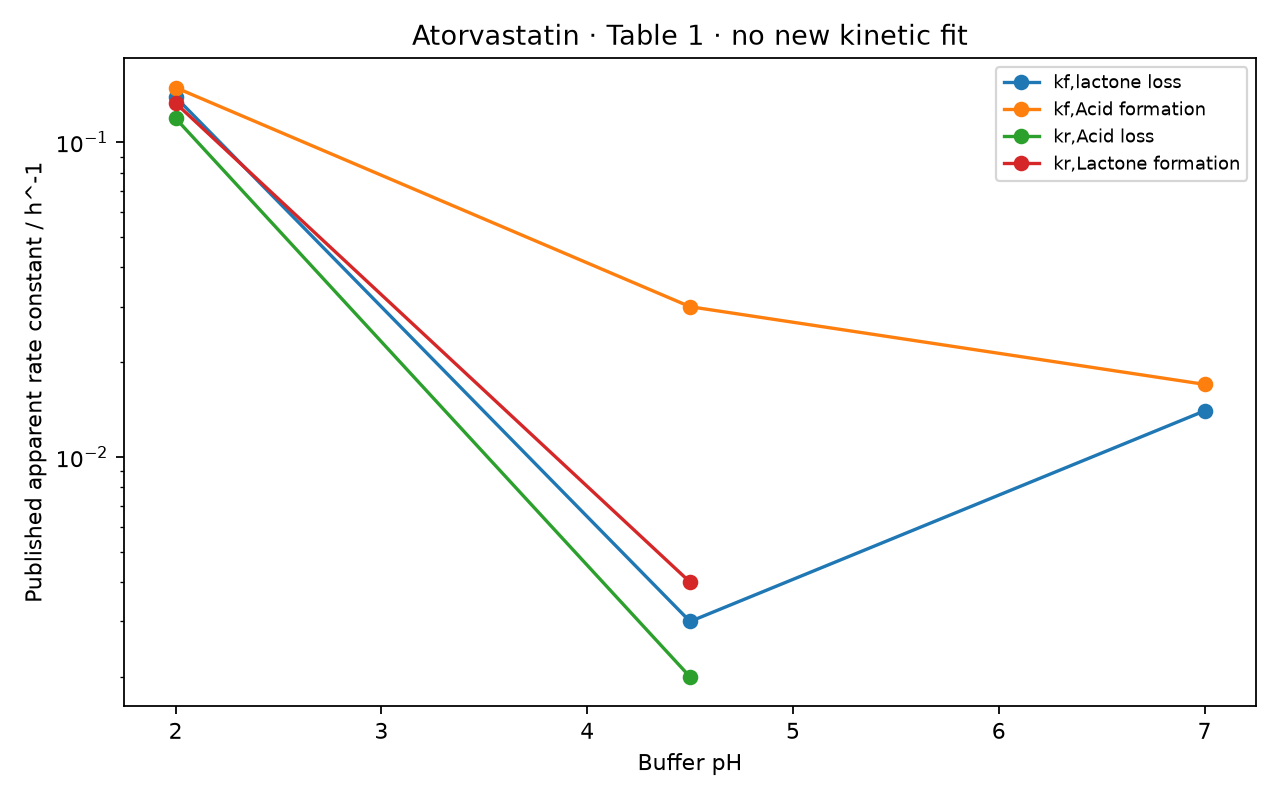 Atorvastatin · Table 1 · no new kinetic fit
kf,lactone loss
kf,Acid formation
kr,Acid loss
kr,Lactone formation
Published apparent rate constant / h^-1
10⁻¹
10⁻²
2 3 4 5 6 7
Buffer pH